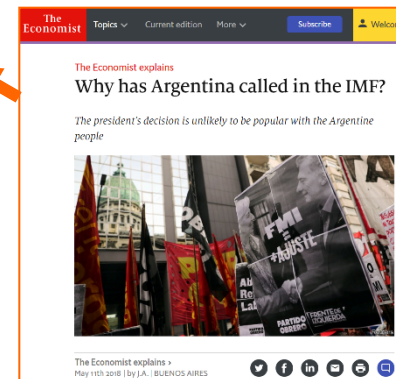 The
Economist
Topics
Current edition
More
Subscribe
Welcom
The Economist explains
Why has Argentina called in the IMF?
The president's decision is unlikely to be popular with the Argentine
people
FMI
=
+AJUSTE
PARTIDO
OBRERO
FRENTE DE
IZQUIERDA
The Economist explains >
May 11th 2018 | by J.A. | BUENOS AIRES